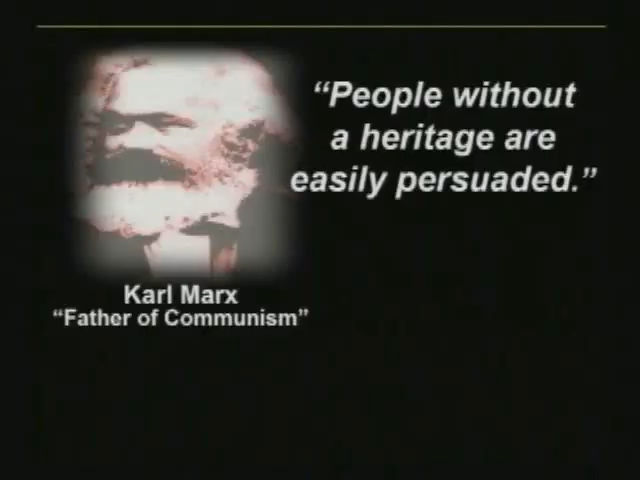 “People without
a heritage are
easily persuaded.”
Karl Marx
“Father of Communism”